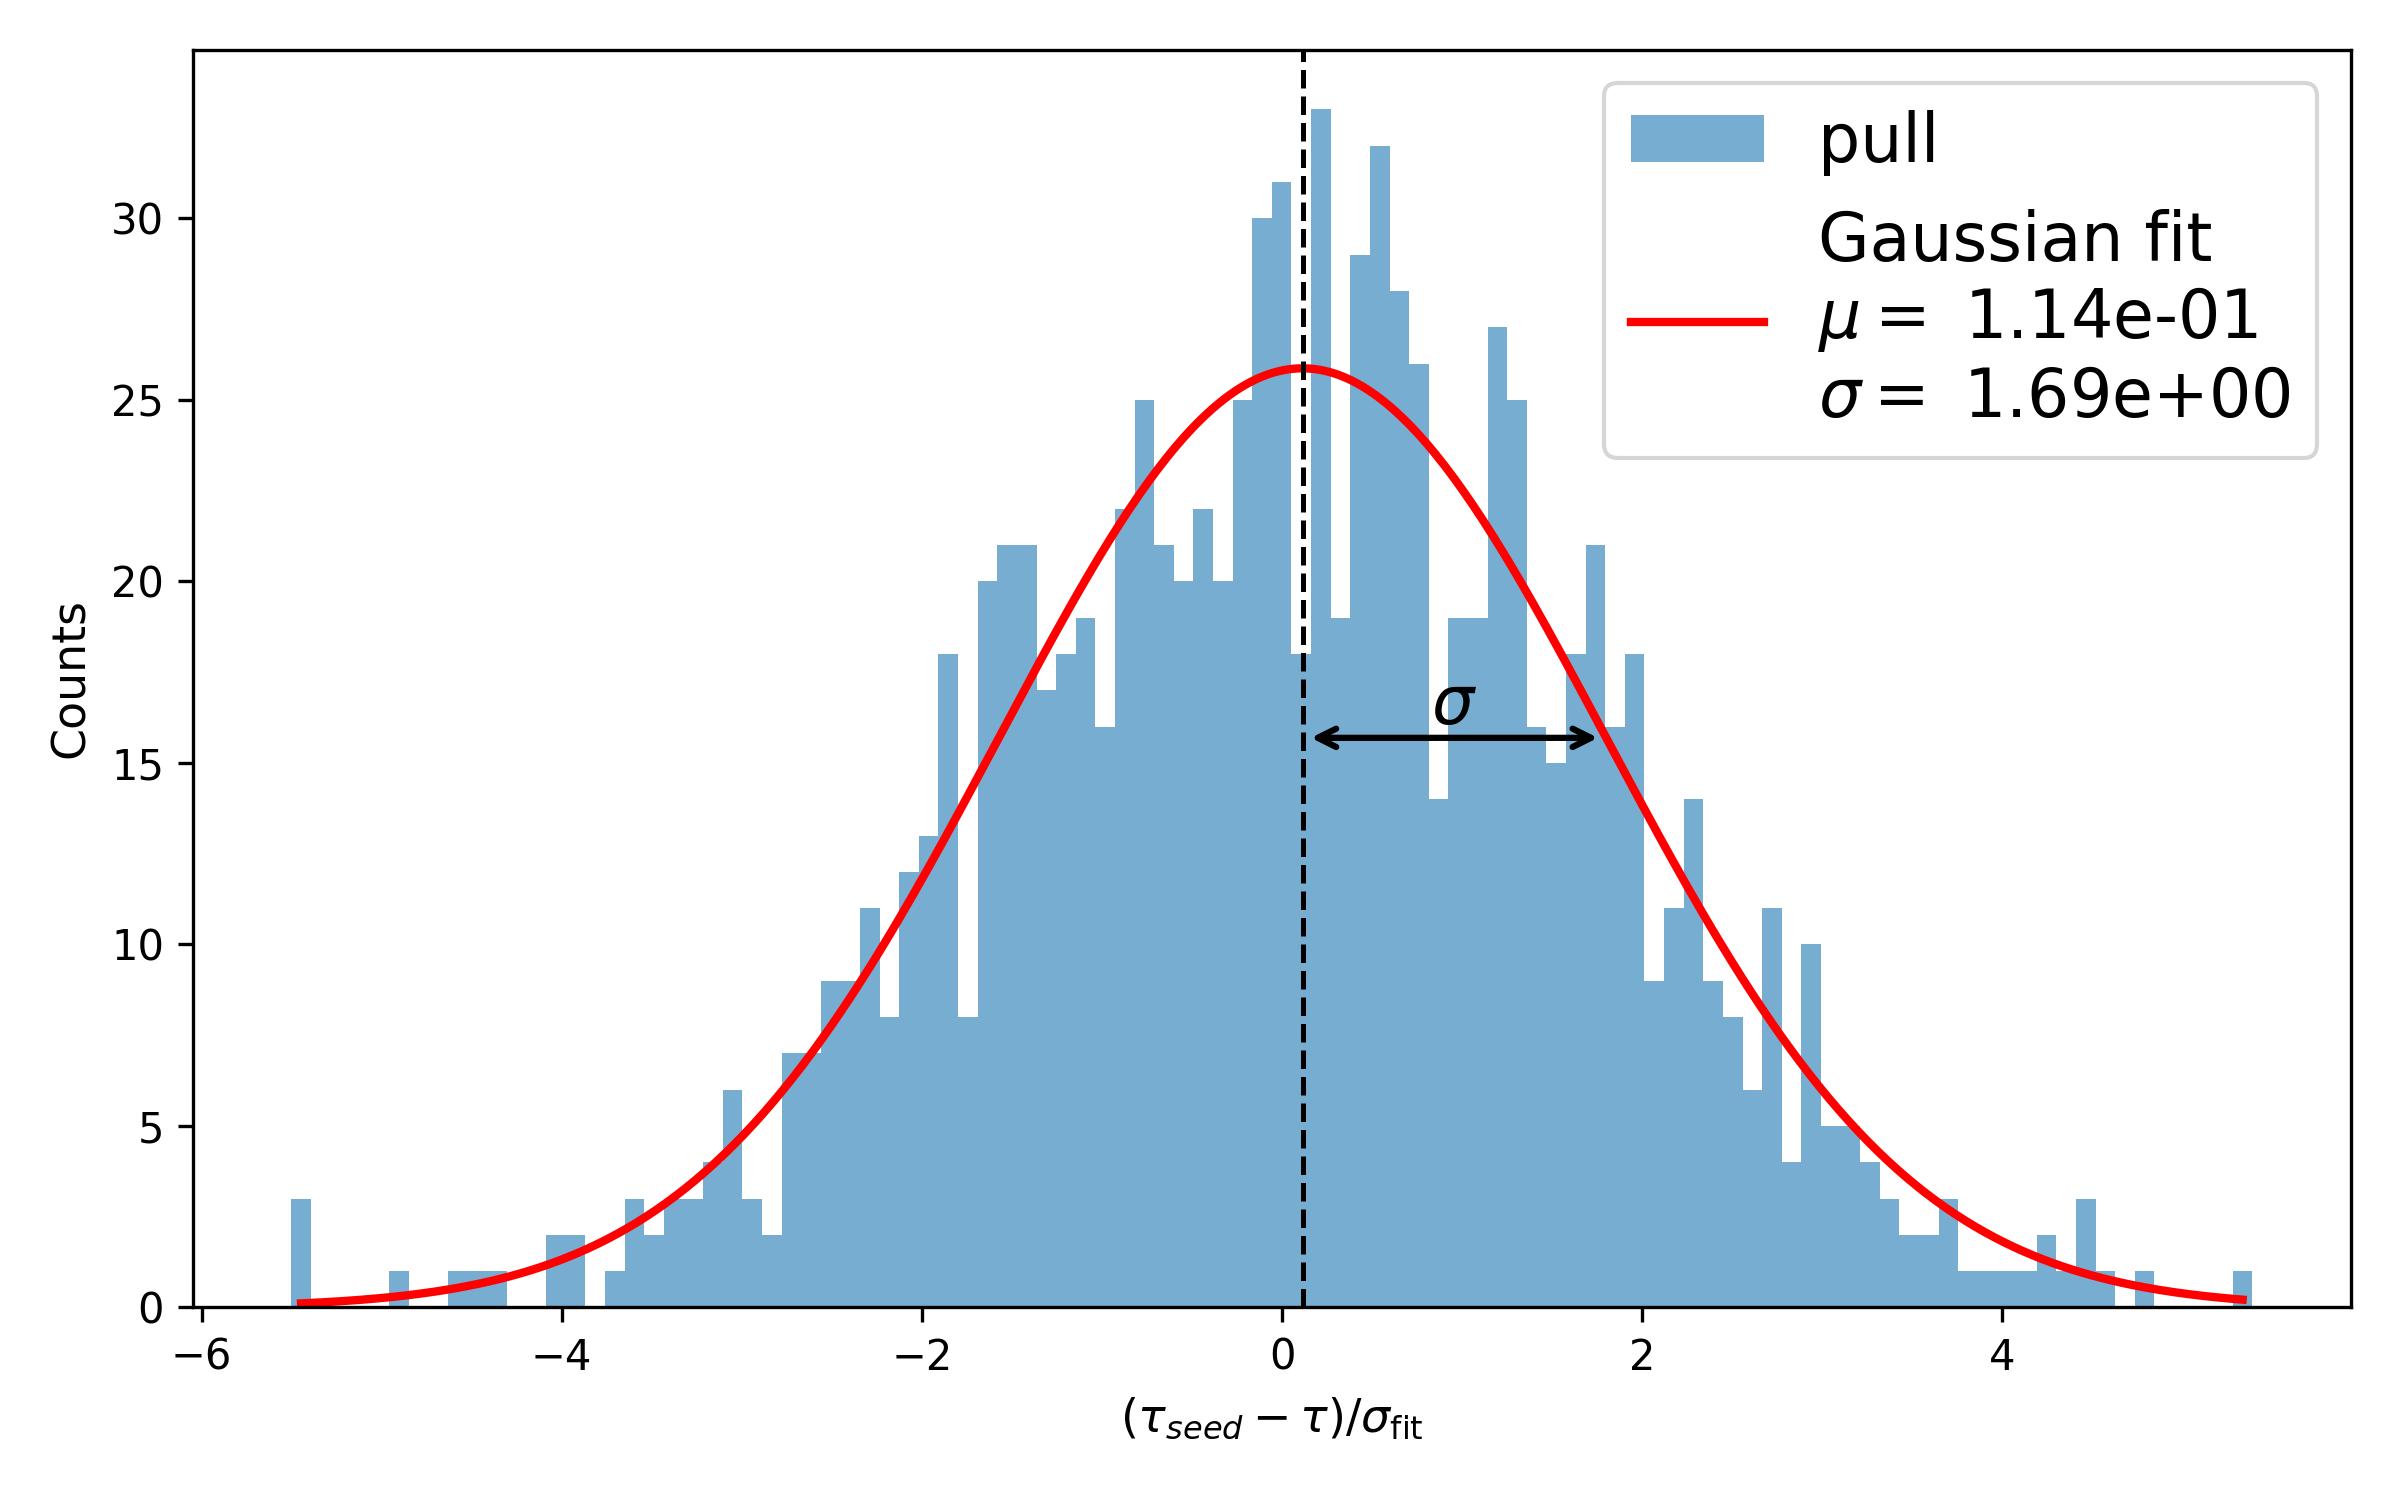 pull
Gaussian fit
μ = 1.14e-01
σ = 1.69e+00
30
25
20
15
10
5
0
Counts
σ
−6 −4 −2 0 2 4
(τseed − τ)/σfit